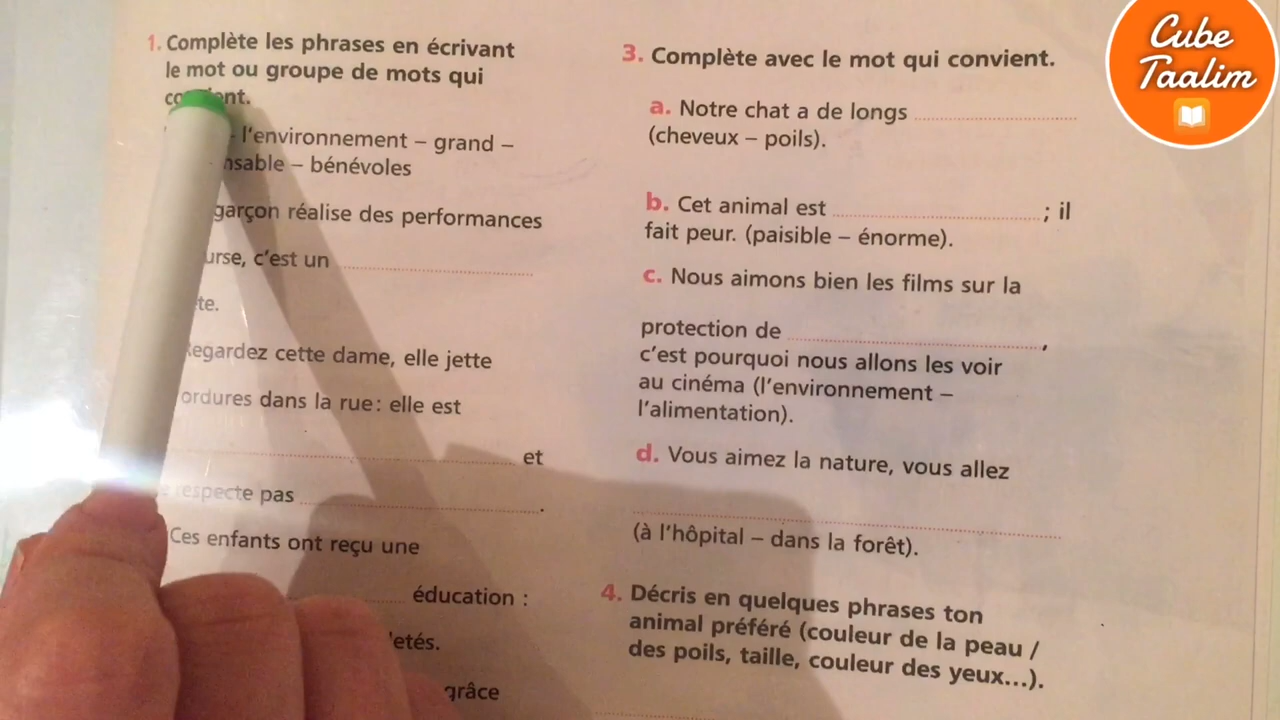 1. Complète les phrases en écrivant
le mot ou groupe de mots qui
– l'environnement – grand –
– bénévoles
garçon réalise des performances
c'est un
cette dame, elle jette
ordures dans la rue : elle est
et
respecte pas .
Ces enfants ont reçu une
éducation :
grâce
3. Complète avec le mot qui convient.
a. Notre chat a de longs
(cheveux – poils).
b. Cet animal est ; il
fait peur. (paisible – énorme).
c. Nous aimons bien les films sur la
protection de ,
c'est pourquoi nous allons les voir
au cinéma (l'environnement –
l'alimentation).
d. Vous aimez la nature, vous allez
(à l'hôpital – dans la forêt).
4. Décris en quelques phrases ton
animal préféré (couleur de la peau /
des poils, taille, couleur des yeux...).
Cube
Taalim